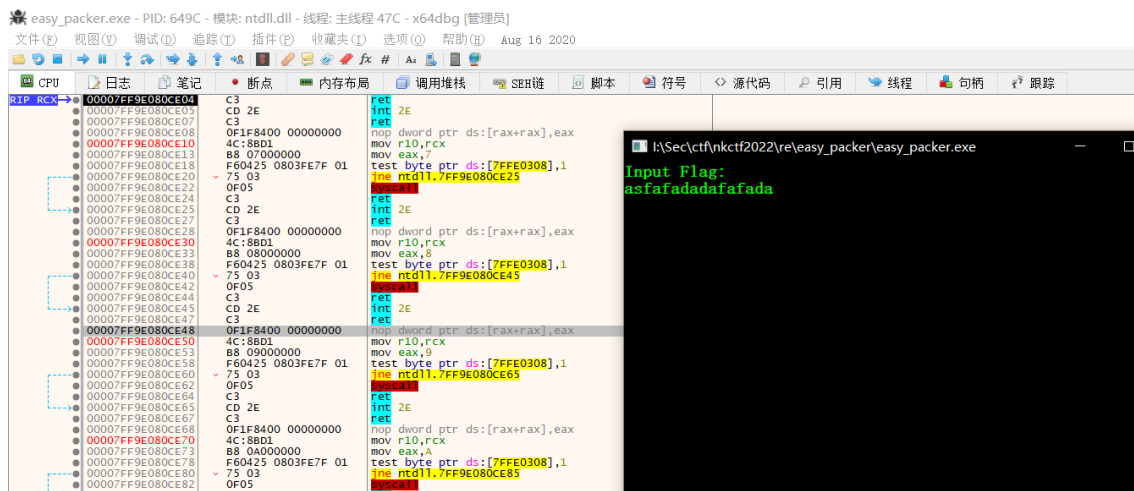 easy_packer.exe - PID: 649C - 模块: ntdll.dll - 线程: 主线程 47C - x64dbg [管理员]
文件(F) 视图(V) 调试(D) 追踪(T) 插件(P) 收藏夹(I) 选项(O) 帮助(H) Aug 16 2020
CPU 日志 笔记 断点 内存布局 调用堆栈 SEH链 脚本 符号 源代码 引用 线程 句柄 跟踪
RIP RCX 00007FF9E080CE04 C3 ret
00007FF9E080CE05 CD 2E int 2E
00007FF9E080CE07 C3 ret
00007FF9E080CE08 0F1F8400 00000000 nop dword ptr ds:[rax+rax],eax
00007FF9E080CE10 4C:8BD1 mov r10,rcx
00007FF9E080CE13 B8 07000000 mov eax,7
00007FF9E080CE18 F60425 0803FE7F 01 test byte ptr ds:[7FFE0308],1
00007FF9E080CE20 75 03 jne ntdll.7FF9E080CE25
00007FF9E080CE22 0F05 syscall
00007FF9E080CE24 C3 ret
00007FF9E080CE25 CD 2E int 2E
00007FF9E080CE27 C3 ret
00007FF9E080CE28 0F1F8400 00000000 nop dword ptr ds:[rax+rax],eax
00007FF9E080CE30 4C:8BD1 mov r10,rcx
00007FF9E080CE33 B8 08000000 mov eax,8
00007FF9E080CE38 F60425 0803FE7F 01 test byte ptr ds:[7FFE0308],1
00007FF9E080CE40 75 03 jne ntdll.7FF9E080CE45
00007FF9E080CE42 0F05 syscall
00007FF9E080CE44 C3 ret
00007FF9E080CE45 CD 2E int 2E
00007FF9E080CE47 C3 ret
00007FF9E080CE48 0F1F8400 00000000 nop dword ptr ds:[rax+rax],eax
00007FF9E080CE50 4C:8BD1 mov r10,rcx
00007FF9E080CE53 B8 09000000 mov eax,9
00007FF9E080CE58 F60425 0803FE7F 01 test byte ptr ds:[7FFE0308],1
00007FF9E080CE60 75 03 jne ntdll.7FF9E080CE65
00007FF9E080CE62 0F05 syscall
00007FF9E080CE64 C3 ret
00007FF9E080CE65 CD 2E int 2E
00007FF9E080CE67 C3 ret
00007FF9E080CE68 0F1F8400 00000000 nop dword ptr ds:[rax+rax],eax
00007FF9E080CE70 4C:8BD1 mov r10,rcx
00007FF9E080CE73 B8 0A000000 mov eax,A
00007FF9E080CE78 F60425 0803FE7F 01 test byte ptr ds:[7FFE0308],1
00007FF9E080CE80 75 03 jne ntdll.7FF9E080CE85
00007FF9E080CE82 0F05 syscall
I:\Sec\ctf\nkctf2022\re\easy_packer\easy_packer.exe
Input Flag:
asfafadadafafada